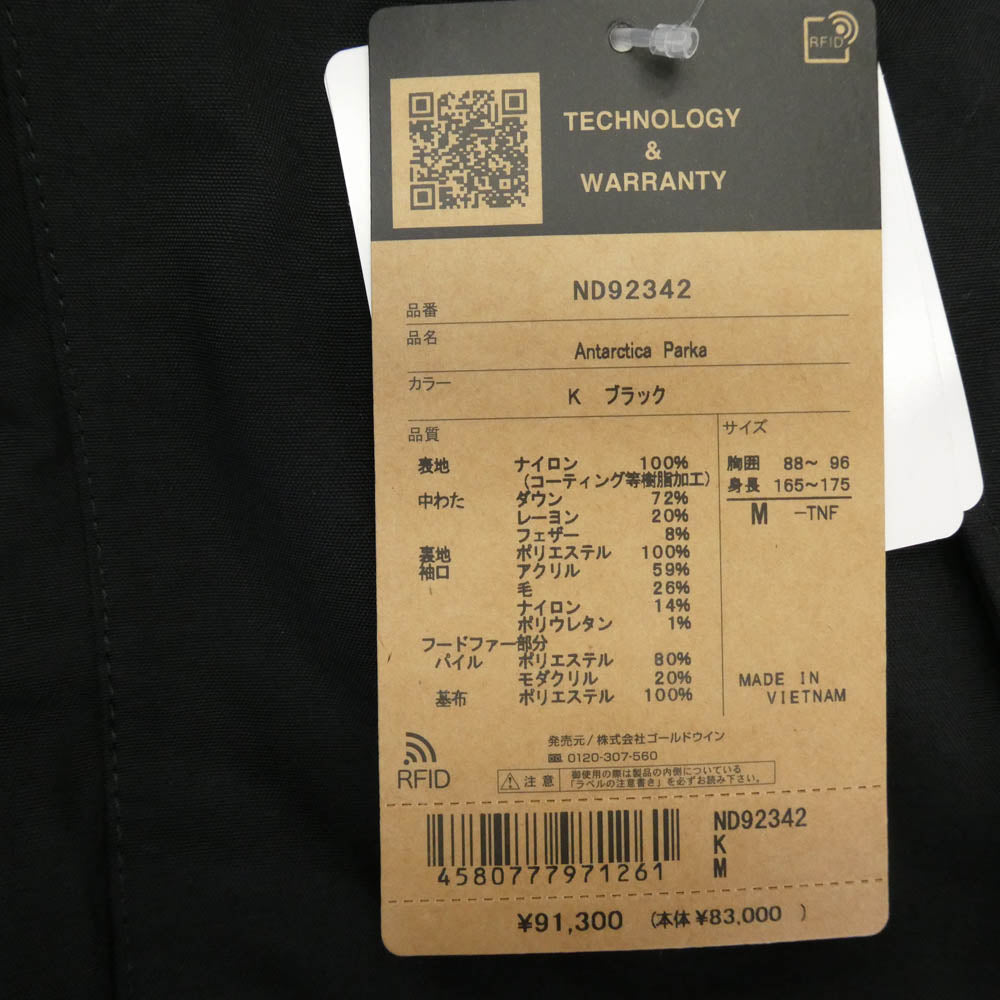 RFID
TECHNOLOGY
&
WARRANTY
品番 ND92342
品名 Antarctica Parka
カラー K ブラック
品質
表地 ナイロン 100%
(コーティング等樹脂加工)
中わた ダウン 72%
レーヨン 20%
フェザー 8%
裏地 ポリエステル 100%
袖口 アクリル 59%
毛 26%
ナイロン 14%
ポリウレタン 1%
フードファー部分
パイル ポリエステル 80%
モダクリル 20%
基布 ポリエステル 100%
サイズ
胸囲 88~ 96
身長 165~175
M -TNF
MADE IN
VIETNAM
発売元/株式会社ゴールドウイン
0120-307-560
RFID
注意 御使用の際は製品の内側についている
「ラベルの注意書き」を必ずお読み下さい。
4580777971261
ND92342
K
M
¥91,300 (本体 ¥83,000 )